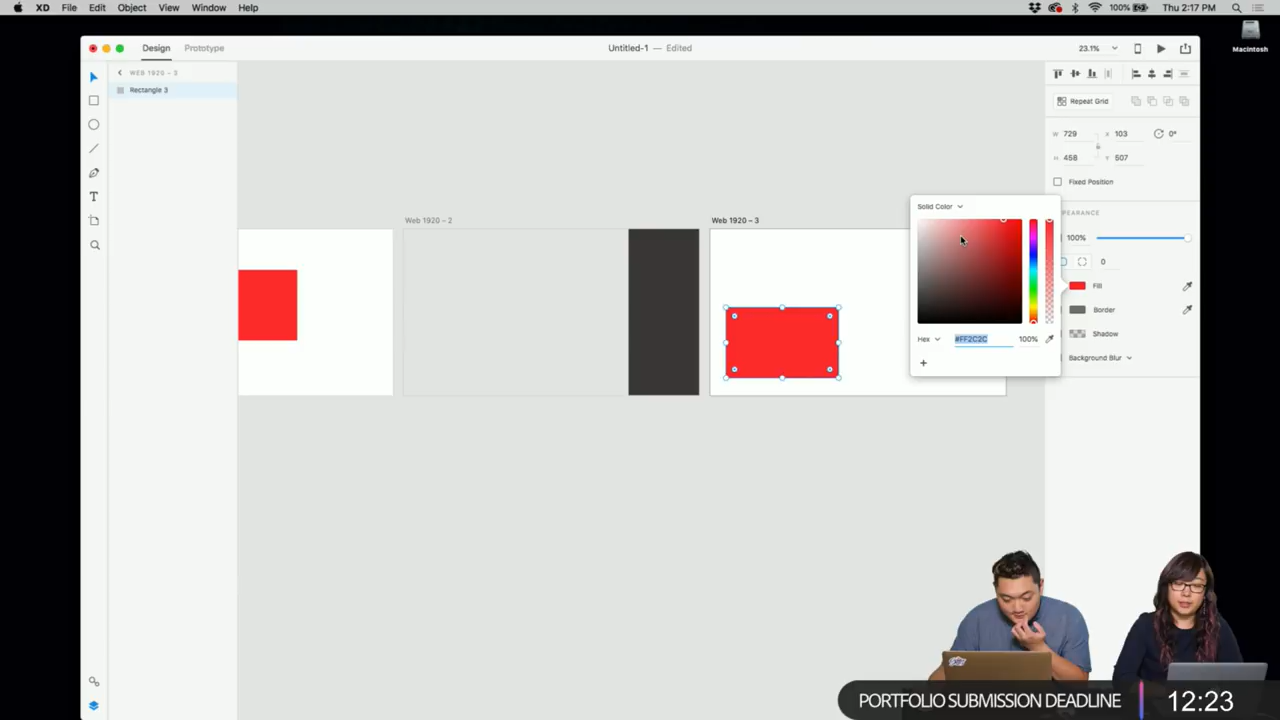 XD File Edit Object View Window Help
100% Thu 2:17 PM
Macintosh
Design Prototype
Untitled-1 — Edited
23.1%
WEB 1920 – 3
Rectangle 3
Repeat Grid
W 729 X 103 0°
H 458 Y 507
Fixed Position
Solid Color
100%
0
Fill
Border
Shadow
Background Blur
Hex #FF2C2C 100%
+
Web 1920 – 2
Web 1920 – 3
PORTFOLIO SUBMISSION DEADLINE
12:23